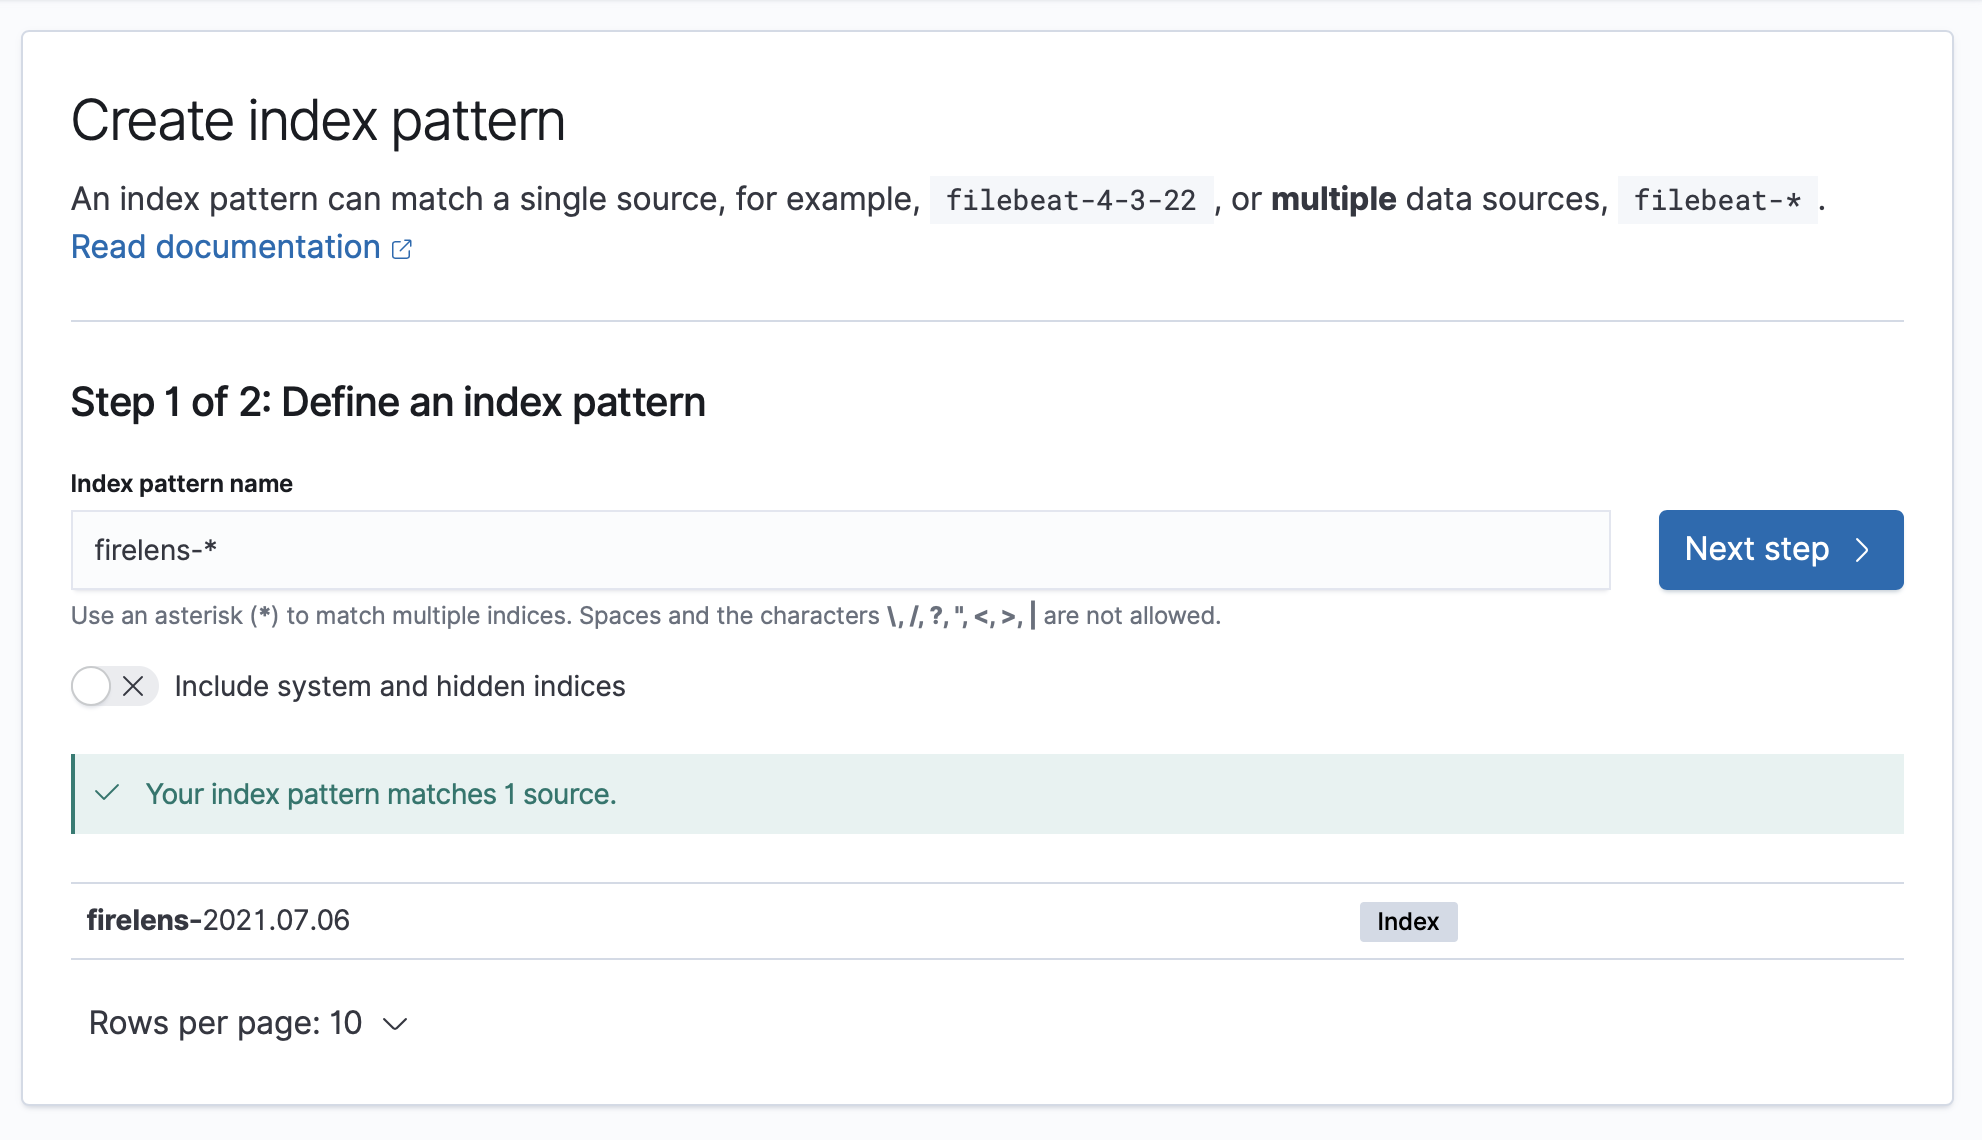 Create index pattern
An index pattern can match a single source, for example, filebeat-4-3-22 , or multiple data sources, filebeat-* .
Read documentation
Step 1 of 2: Define an index pattern
Index pattern name
firelens-*
Next step
Use an asterisk (*) to match multiple indices. Spaces and the characters \, /, ?, ", <, >, | are not allowed.
Include system and hidden indices
Your index pattern matches 1 source.
firelens-2021.07.06 Index
Rows per page: 10